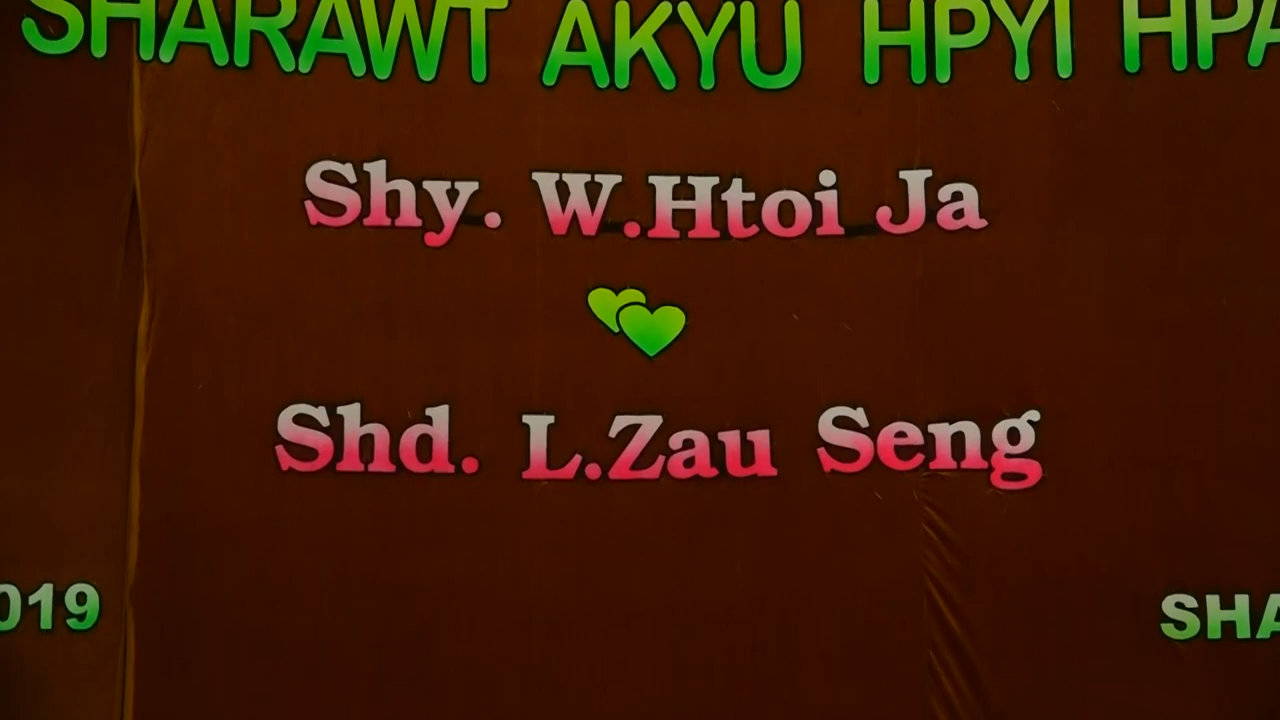 SHARAWT AKYU HPYI HPA
Shy. W.Htoi Ja
Shd. L.Zau Seng
019
SHA